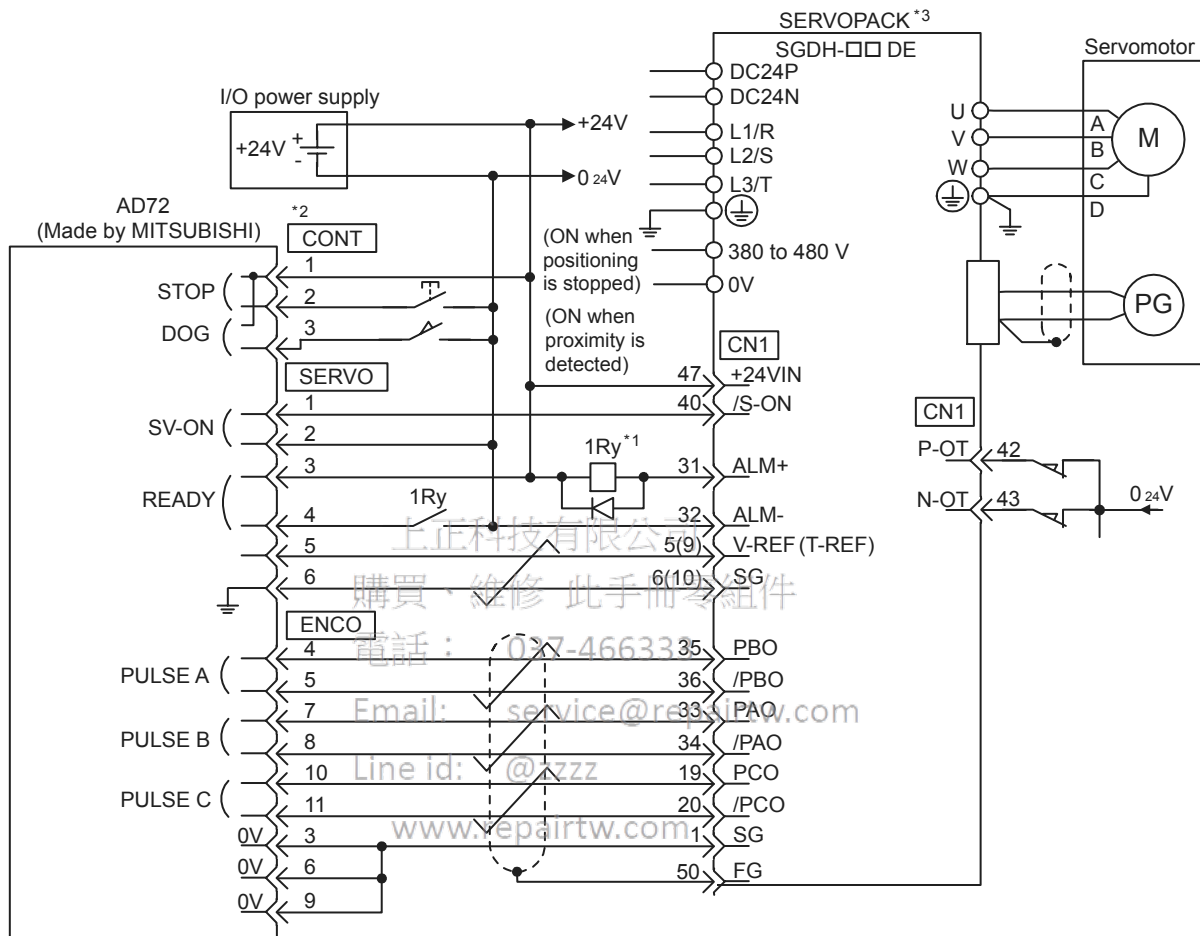 SERVOPACK *3
SGDH-□□ DE
Servomotor
I/O power supply
+24V
+
-
+24V
0 24V
DC24P
DC24N
L1/R
L2/S
L3/T
380 to 480 V
0V
U
V
W
A
B
C
D
M
PG
AD72
(Made by MITSUBISHI)
*2
CONT
STOP
1
2
DOG
3
(ON when
positioning
is stopped)
(ON when
proximity is
detected)
SERVO
SV-ON
1
2
READY
3
4
5
6
1Ry
1Ry *1
CN1
47 +24VIN
40 /S-ON
31 ALM+
32 ALM-
5(9) V-REF (T-REF)
6(10) SG
CN1
P-OT 42
N-OT 43
0 24V
ENCO
PULSE A
4
5
PULSE B
7
8
PULSE C
10
11
0V 3
0V 6
0V 9
35 PBO
36 /PBO
33 PAO
34 /PAO
19 PCO
20 /PCO
1 SG
50 FG
上正科技有限公司
購買、維修 此手冊零組件
電話： 037-466333
Email: service@repairtw.com
Line id: @zzzz
www.repairtw.com